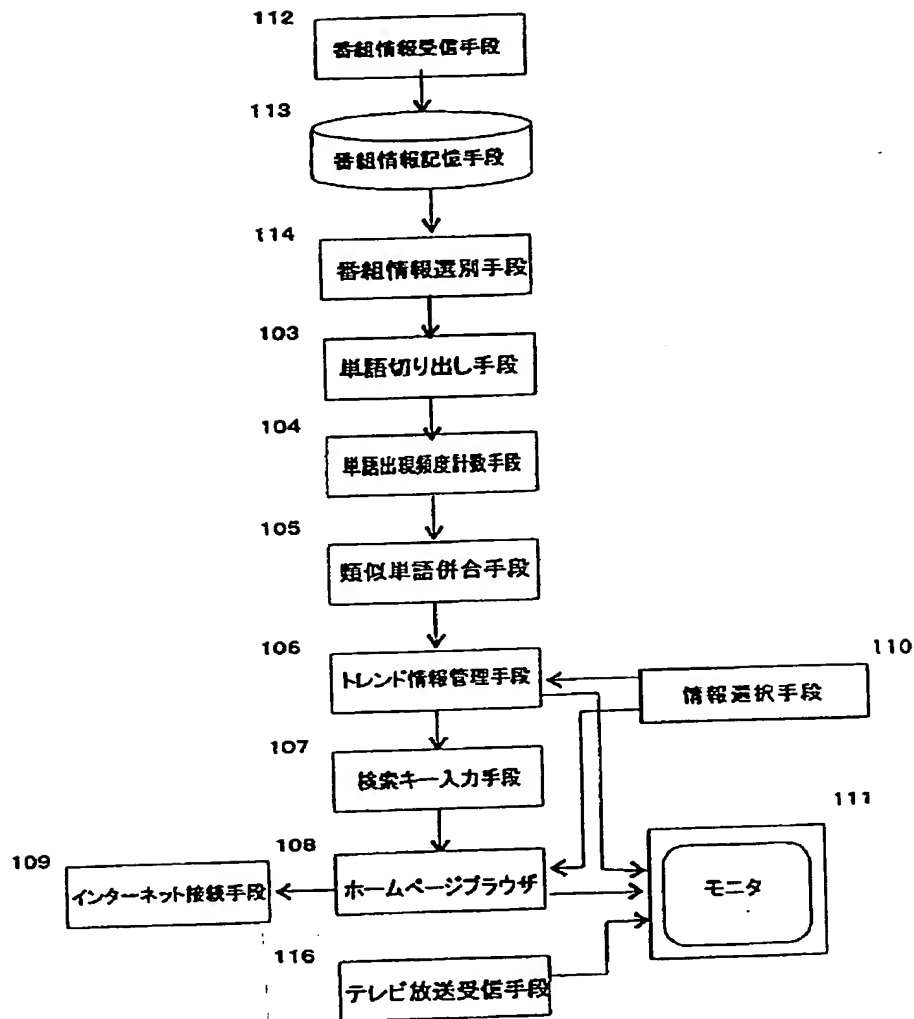 112
番組情報受信手段
113
番組情報記憶手段
114
番組情報選別手段
103
単語切り出し手段
104
単語出現頻度計数手段
105
類似単語併合手段
106
トレンド情報管理手段
110
情報選択手段
107
検索キー入力手段
111
モニタ
108
ホームページブラウザ
109
インターネット接続手段
116
テレビ放送受信手段